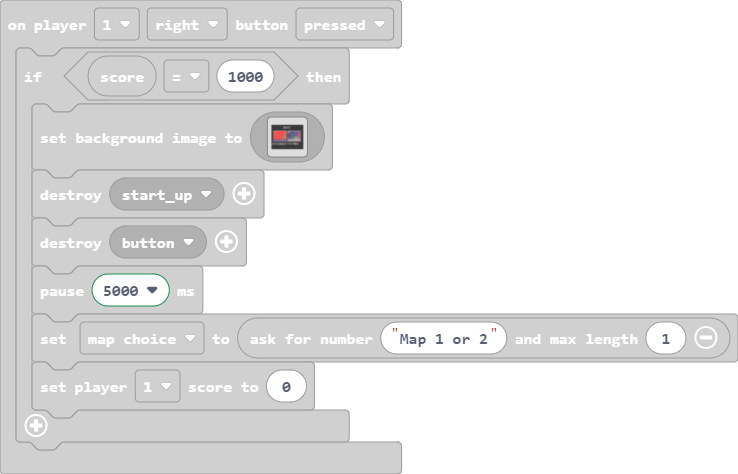 on player 1 right button pressed
if score = 1000 then
set background image to
destroy start_up
destroy button
pause 5000 ms
set map choice to ask for number "Map 1 or 2" and max length 1
set player 1 score to 0